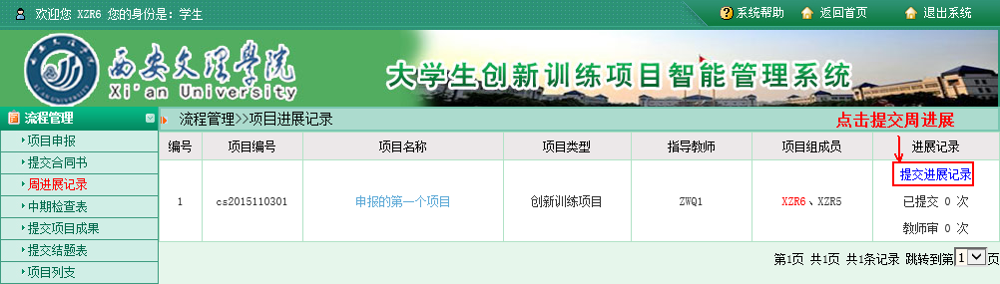 欢迎您 XZR6 您的身份是：学生 系统帮助 返回首页 退出系统
西安文理学院
Xi'an University
大学生创新训练项目智能管理系统
流程管理
流程管理>>项目进展记录
点击提交周进展
项目申报
提交合同书
周进展记录
中期检查表
提交项目成果
提交结题表
项目列支
编号 项目编号 项目名称 项目类型 指导教师 项目组成员 进展记录
1 cs2015110301 申报的第一个项目 创新训练项目 ZWQ1 XZR6、XZR5
提交进展记录
已提交 0 次
教师审 0 次
第1页 共1页 共1条记录 跳转到第1页